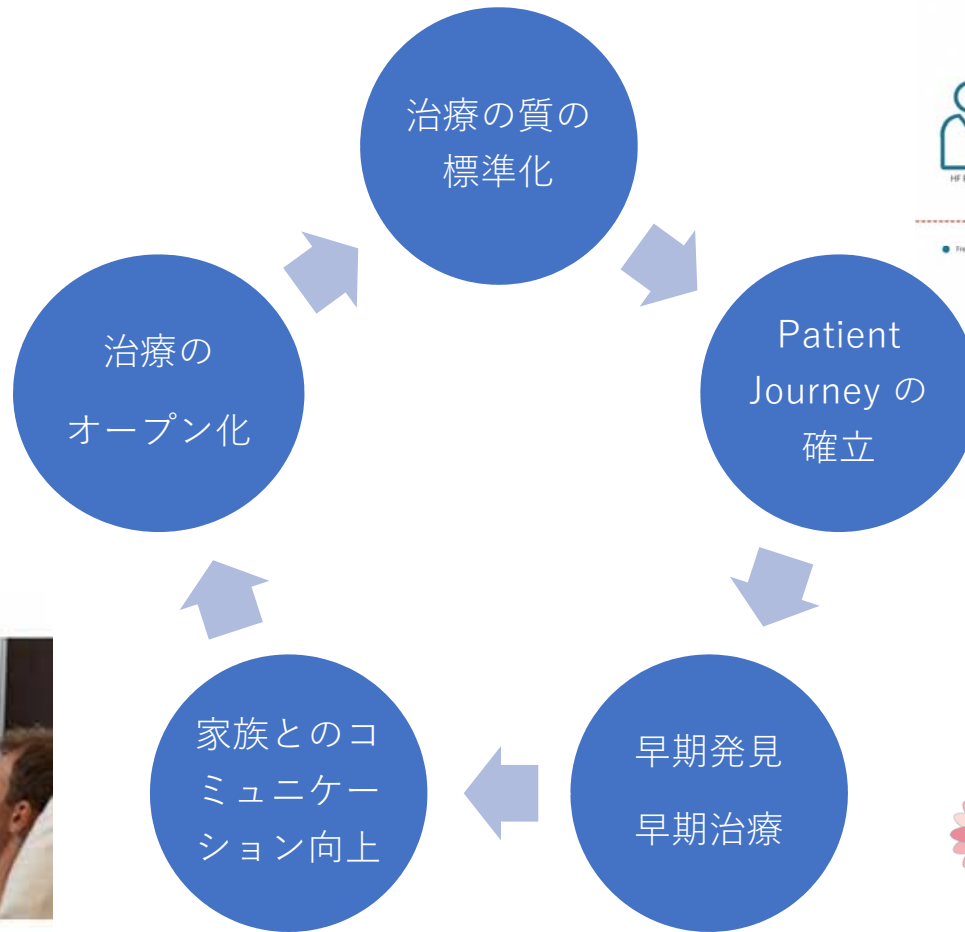 治療の質の
標準化
Patient
Journey の
確立
早期発見
早期治療
家族とのコ
ミュニケー
ション向上
治療の
オープン化